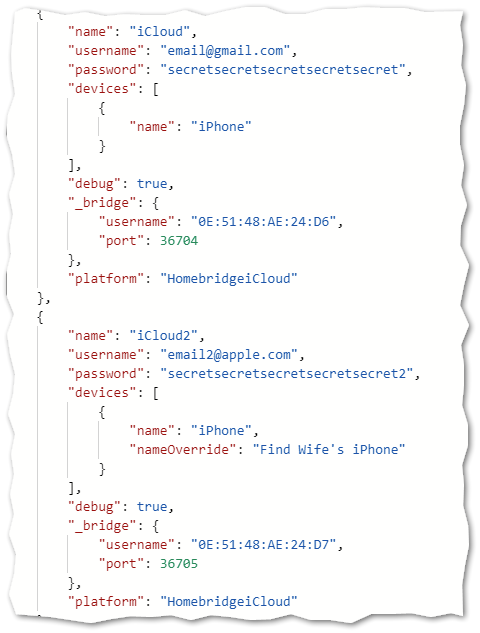 {
"name": "iCloud",
"username": "email@gmail.com",
"password": "secretsecretsecretsecretsecret",
"devices": [
{
"name": "iPhone"
}
],
"debug": true,
"_bridge": {
"username": "0E:51:48:AE:24:D6",
"port": 36704
},
"platform": "HomebridgeiCloud"
},
{
"name": "iCloud2",
"username": "email2@apple.com",
"password": "secretsecretsecretsecretsecret2",
"devices": [
{
"name": "iPhone",
"nameOverride": "Find Wife's iPhone"
}
],
"debug": true,
"_bridge": {
"username": "0E:51:48:AE:24:D7",
"port": 36705
},
"platform": "HomebridgeiCloud"